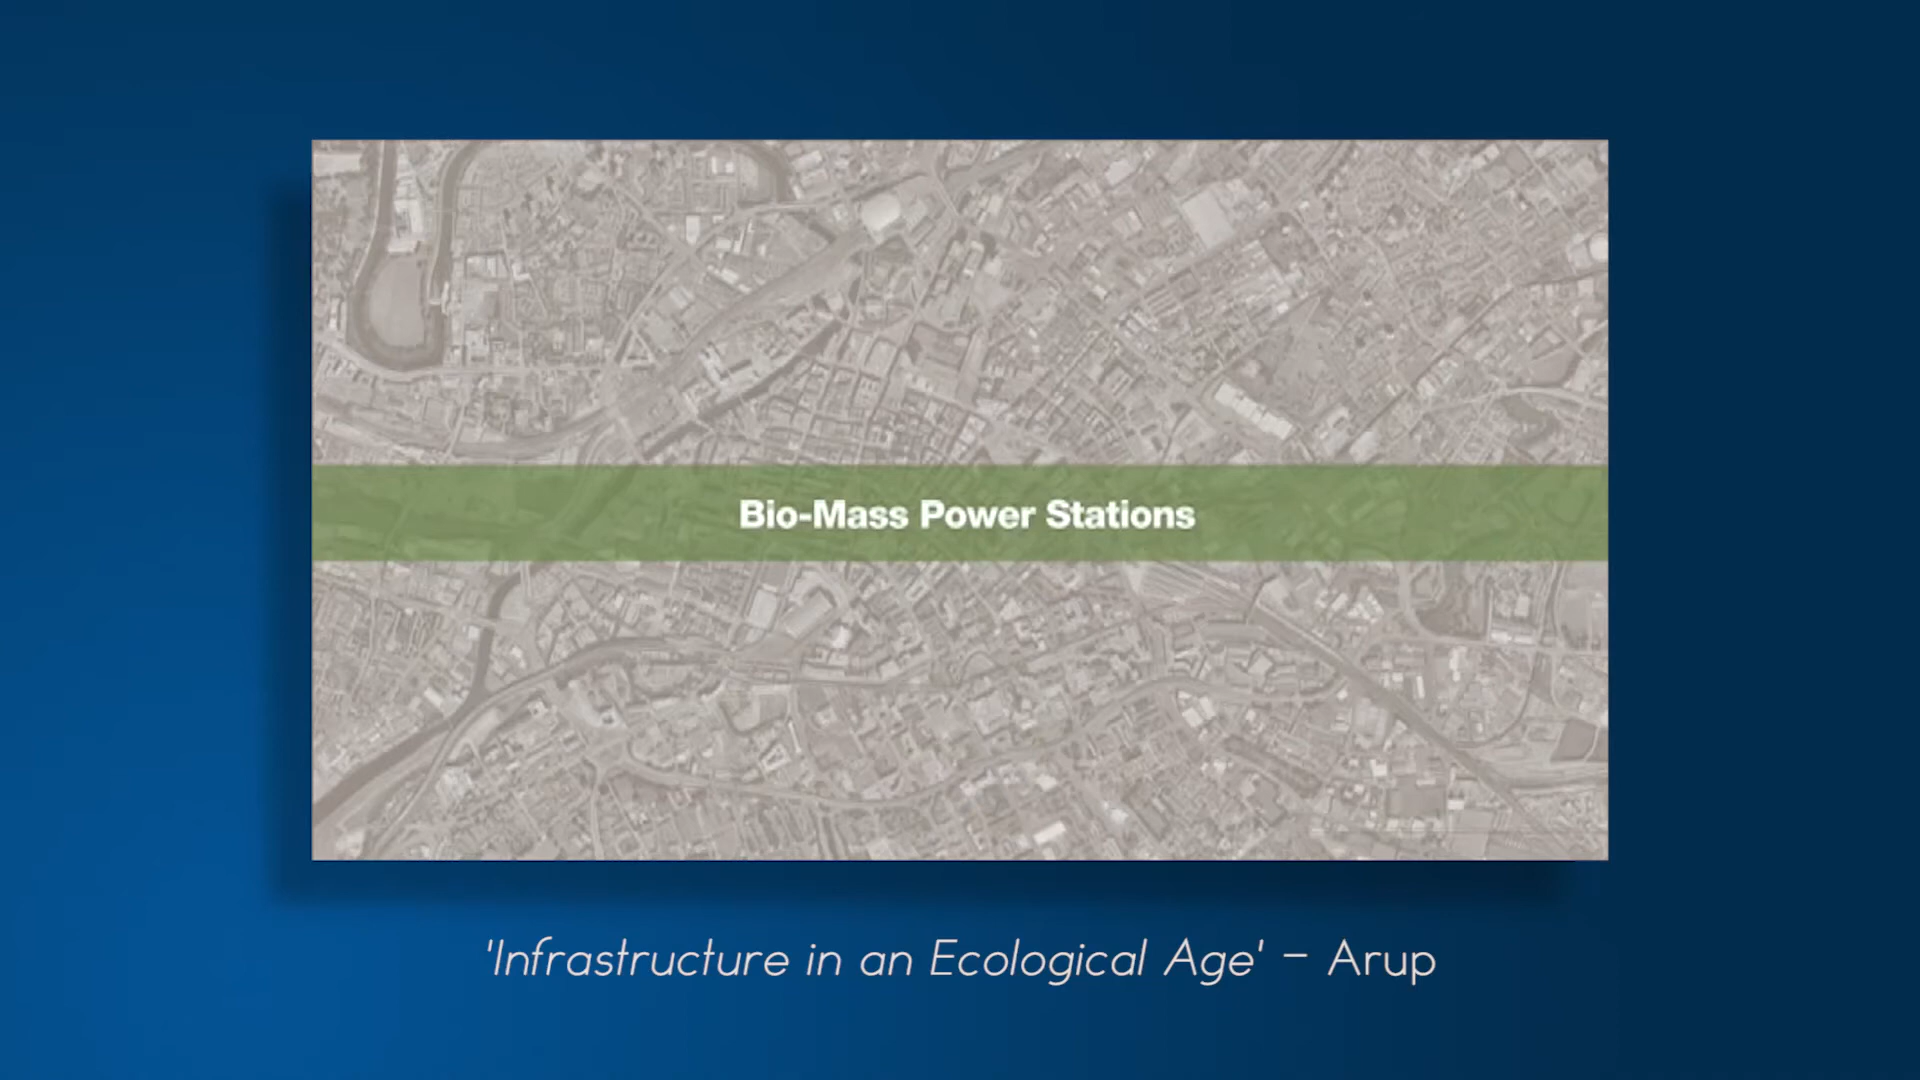 Bio-Mass Power Stations
'Infrastructure in an Ecological Age' – Arup